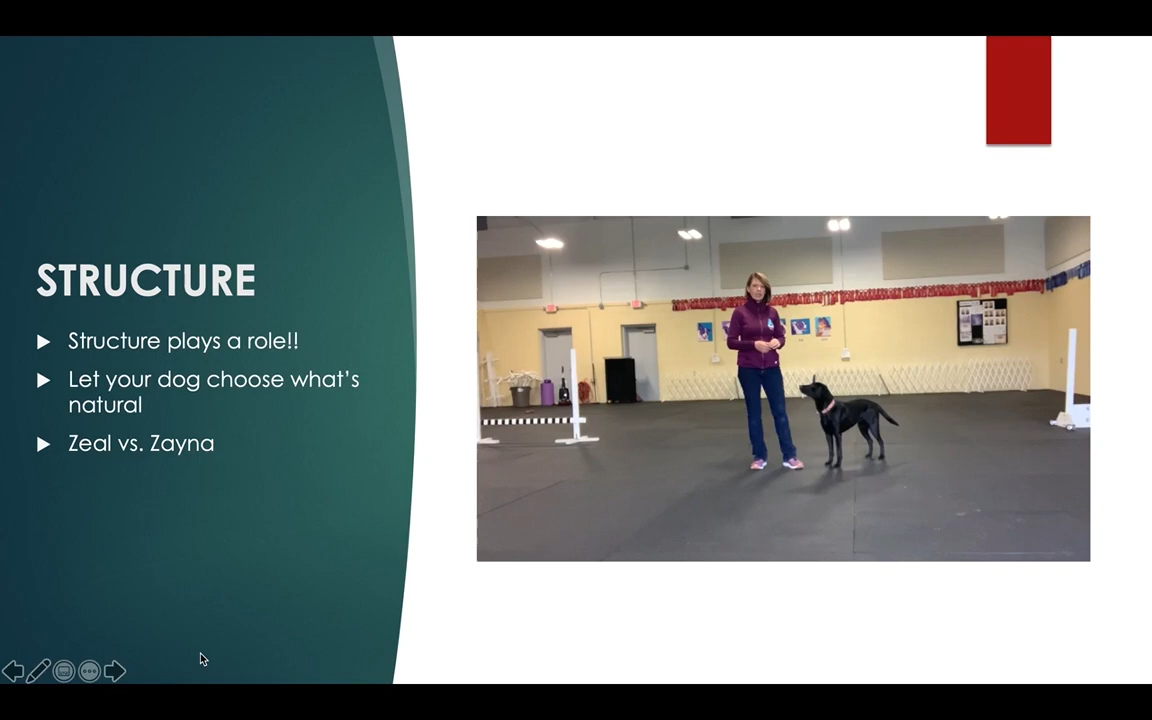 STRUCTURE
Structure plays a role!!
Let your dog choose what's
natural
Zeal vs. Zayna